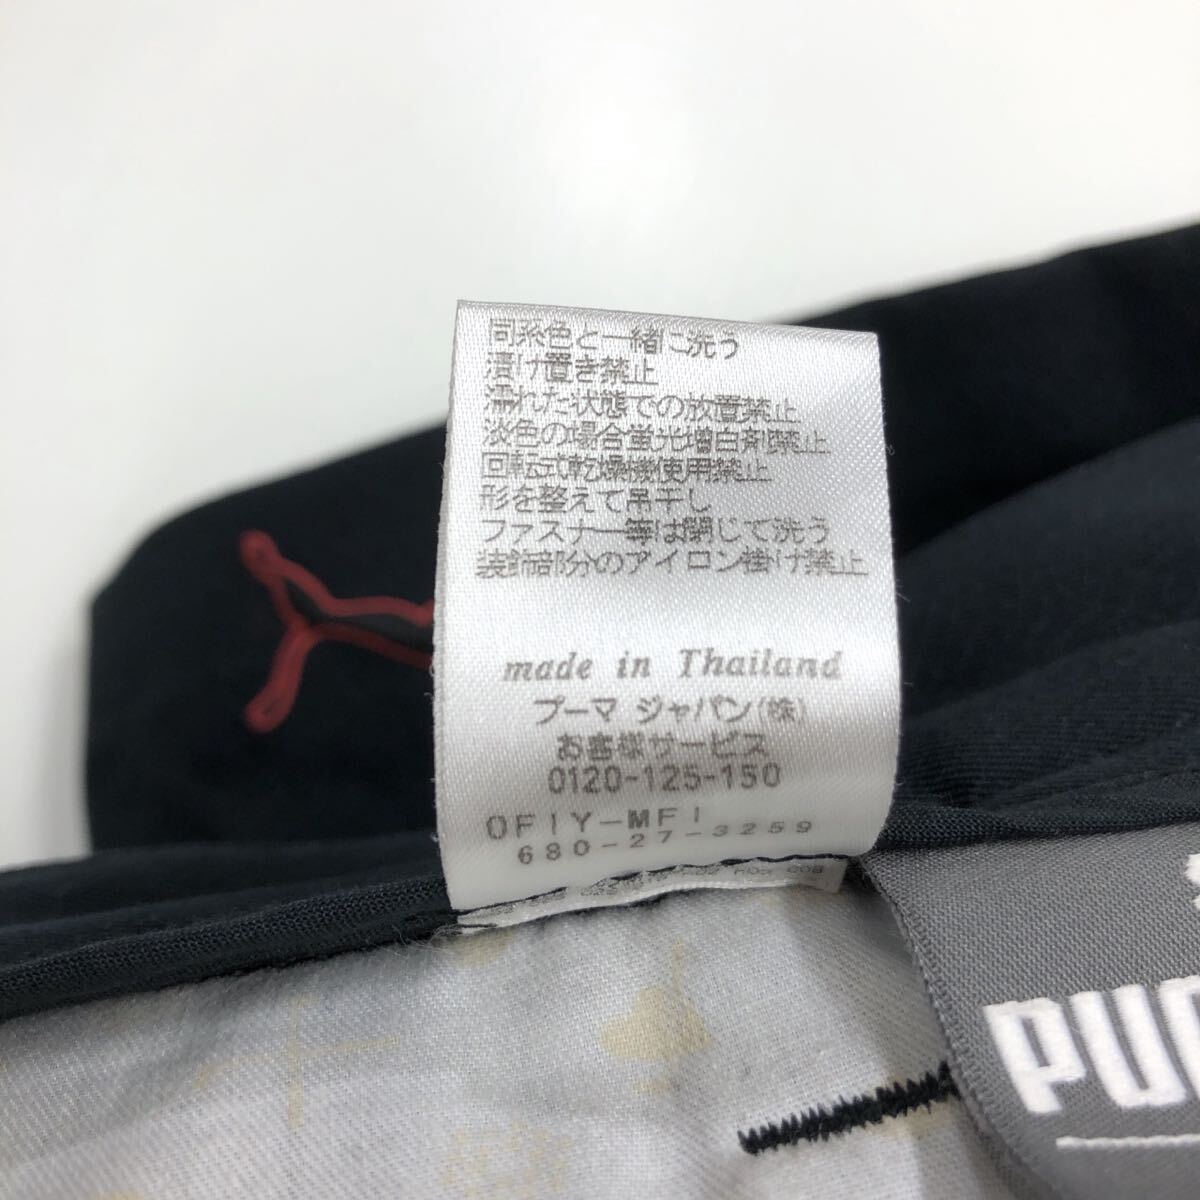 同系色と一緒に洗う
漬け置き禁止
濡れた状態での放置禁止
淡色の場合蛍光増白剤禁止
回転式乾燥機使用禁止
形を整えて吊干し
ファスナー等は閉じて洗う
装飾部分のアイロン掛け禁止
made in Thailand
プーマ ジャパン(株)
お客様サービス
0120-125-150
0FIY-MFI
680-27-3259
PU